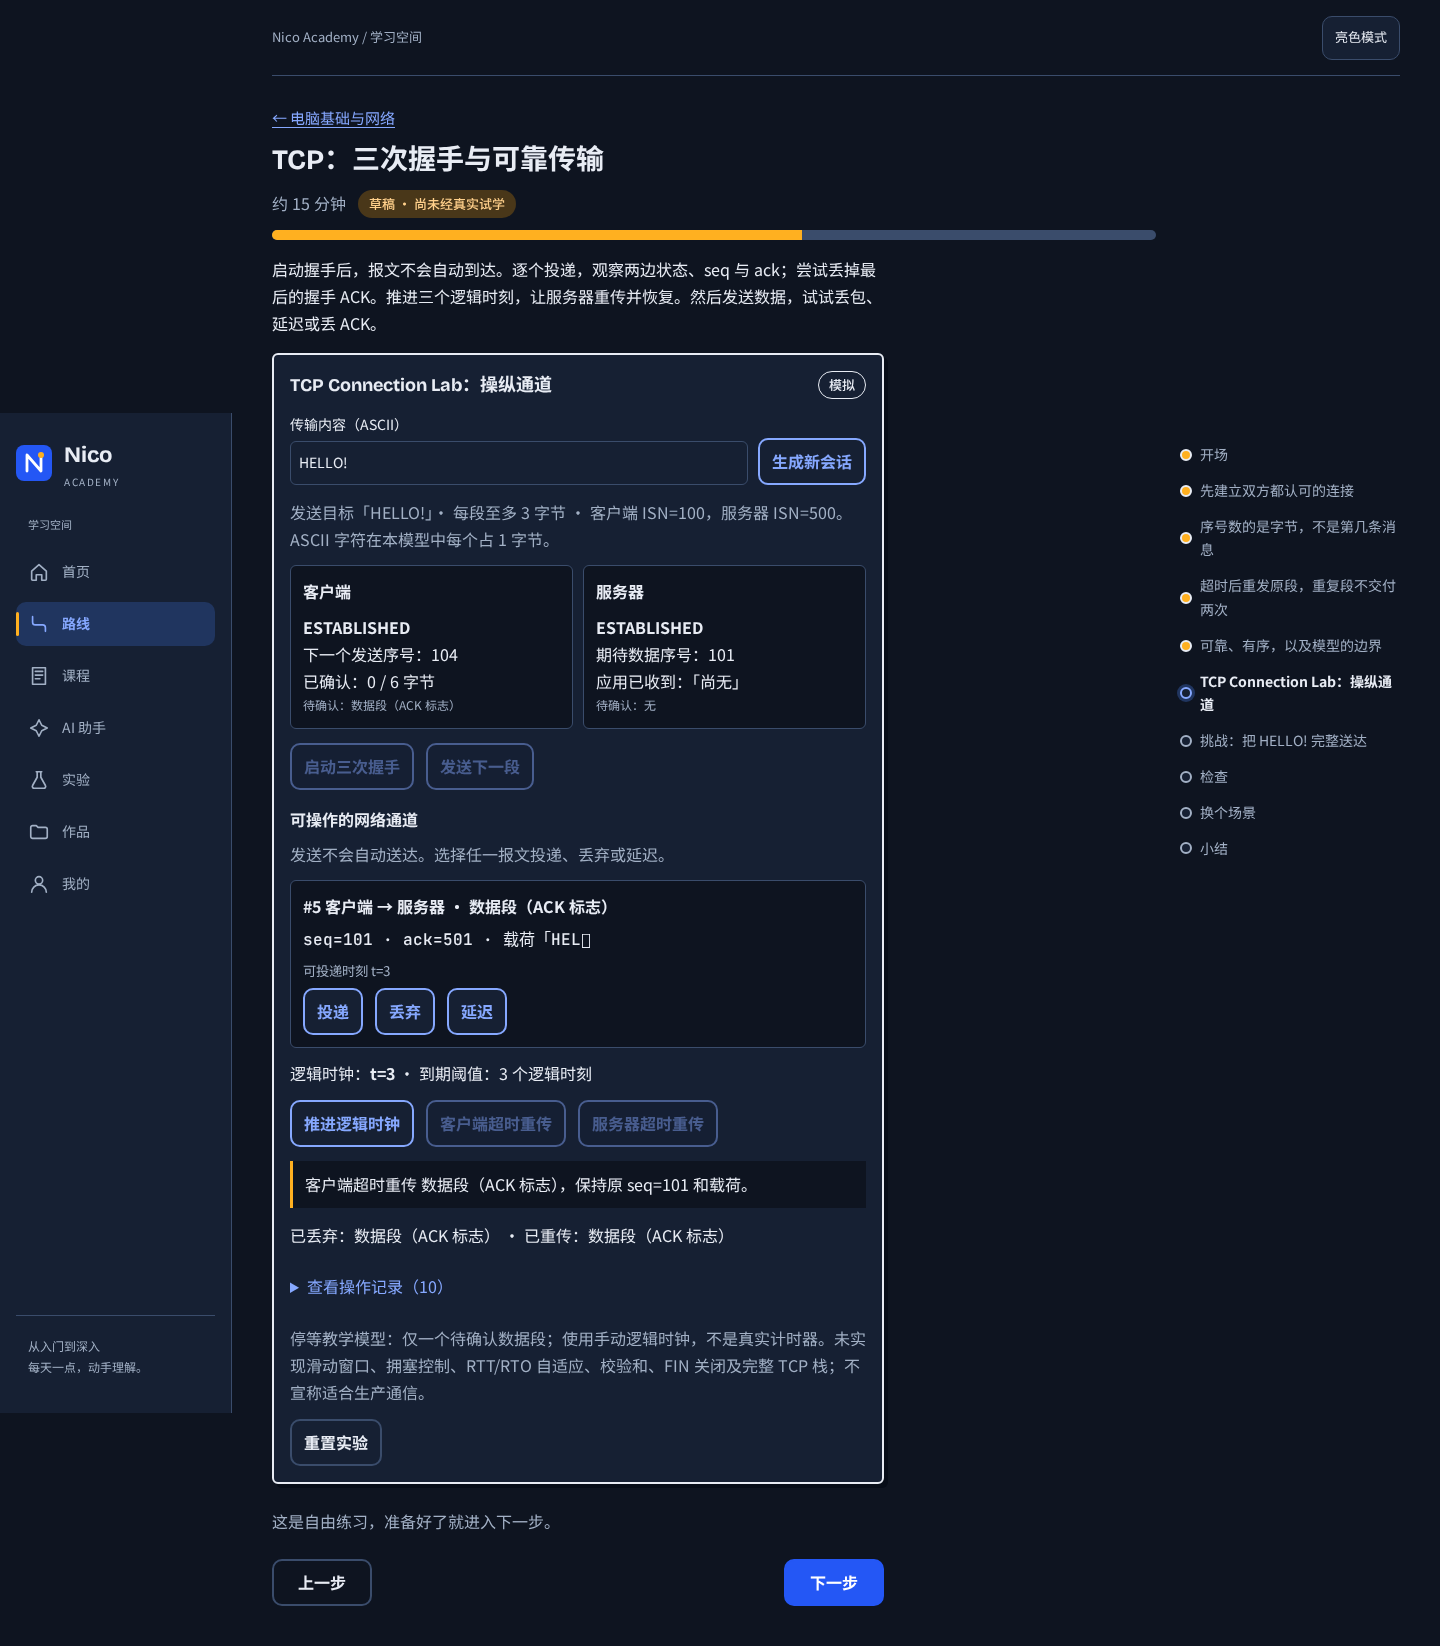 Nico Academy / 学习空间
亮色模式
← 电脑基础与网络
TCP：三次握手与可靠传输
约 15 分钟
草稿 · 尚未经真实试学
启动握手后，报文不会自动到达。逐个投递，观察两边状态、seq 与 ack；尝试丢掉最
后的握手 ACK。推进三个逻辑时刻，让服务器重传并恢复。然后发送数据，试试丢包、
延迟或丢 ACK。
TCP Connection Lab：操纵通道
模拟
传输内容（ASCII）
HELLO!
生成新会话
发送目标「HELLO!」· 每段至多 3 字节 · 客户端 ISN=100，服务器 ISN=500。
ASCII 字符在本模型中每个占 1 字节。
客户端
ESTABLISHED
下一个发送序号：104
已确认：0 / 6 字节
待确认：数据段（ACK 标志）
服务器
ESTABLISHED
期待数据序号：101
应用已收到：「尚无」
待确认：无
启动三次握手
发送下一段
可操作的网络通道
发送不会自动送达。选择任一报文投递、丢弃或延迟。
#5 客户端 → 服务器 · 数据段（ACK 标志）
seq=101 · ack=501 · 载荷「HEL
可投递时刻 t=3
投递
丢弃
延迟
逻辑时钟：t=3 · 到期阈值：3 个逻辑时刻
推进逻辑时钟
客户端超时重传
服务器超时重传
客户端超时重传 数据段（ACK 标志），保持原 seq=101 和载荷。
已丢弃：数据段（ACK 标志） · 已重传：数据段（ACK 标志）
▶ 查看操作记录（10）
停等教学模型：仅一个待确认数据段；使用手动逻辑时钟，不是真实计时器。未实
现滑动窗口、拥塞控制、RTT/RTO 自适应、校验和、FIN 关闭及完整 TCP 栈；不
宣称适合生产通信。
重置实验
这是自由练习，准备好了就进入下一步。
上一步
下一步
Nico
ACADEMY
学习空间
首页
路线
课程
AI 助手
实验
作品
我的
从入门到深入
每天一点，动手理解。
开场
先建立双方都认可的连接
序号数的是字节，不是第几条消
息
超时后重发原段，重复段不交付
两次
可靠、有序，以及模型的边界
TCP Connection Lab：操纵通
道
挑战：把 HELLO! 完整送达
检查
换个场景
小结